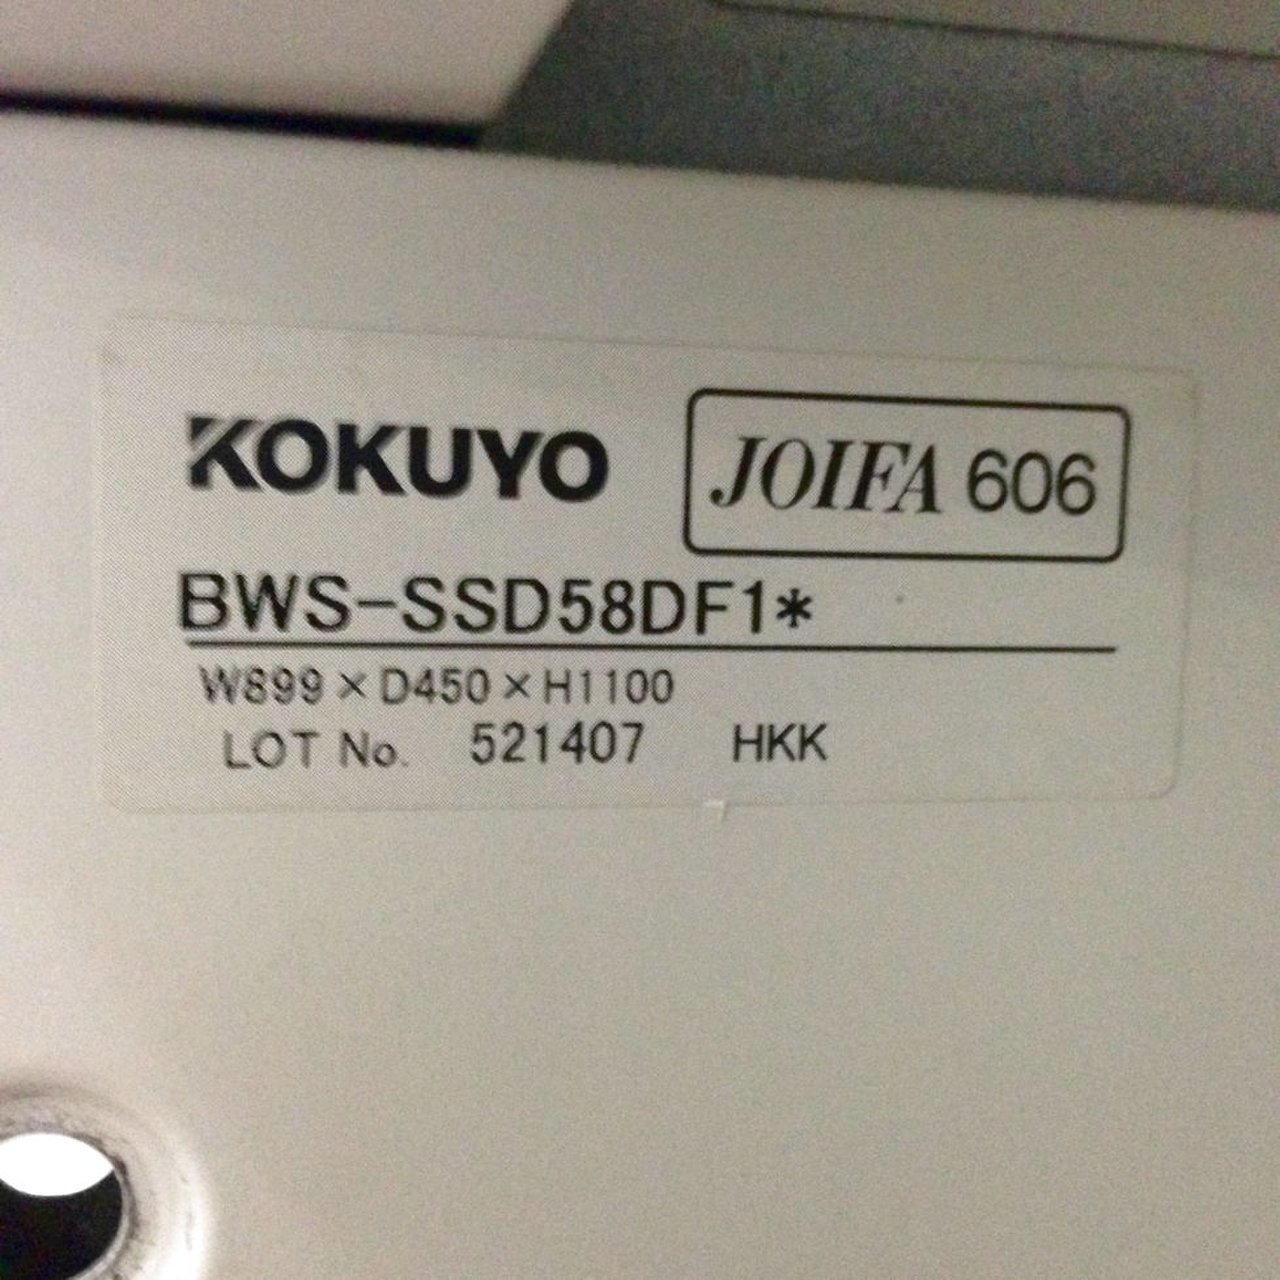 KOKUYO JOIFA 606
BWS-SSD58DF1*
W899×D450×H1100
LOT No. 521407 HKK